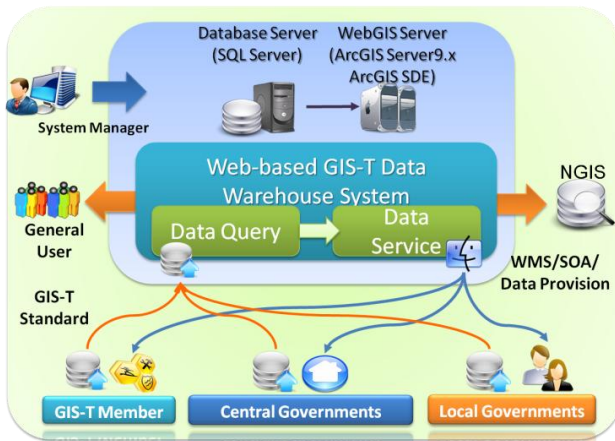 Database Server
(SQL Server)
WebGIS Server
(ArcGIS Server9.x
ArcGIS SDE)
System Manager
Web-based GIS-T Data
Warehouse System
NGIS
General
User
Data Query
Data
Service
GIS-T
Standard
WMS/SOA/
Data Provision
GIS-T Member
Central Governments
Local Governments